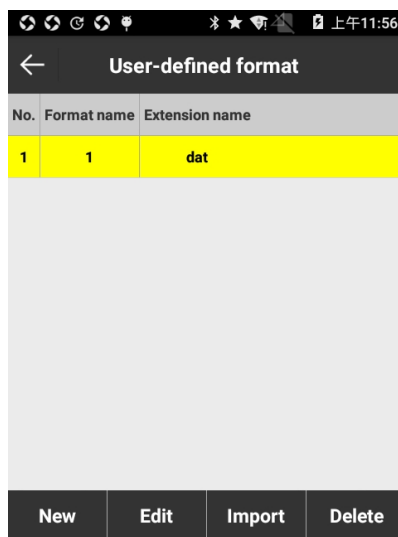 上午11:56
User-defined format
No. Format name Extension name
1 1 dat
New Edit Import Delete